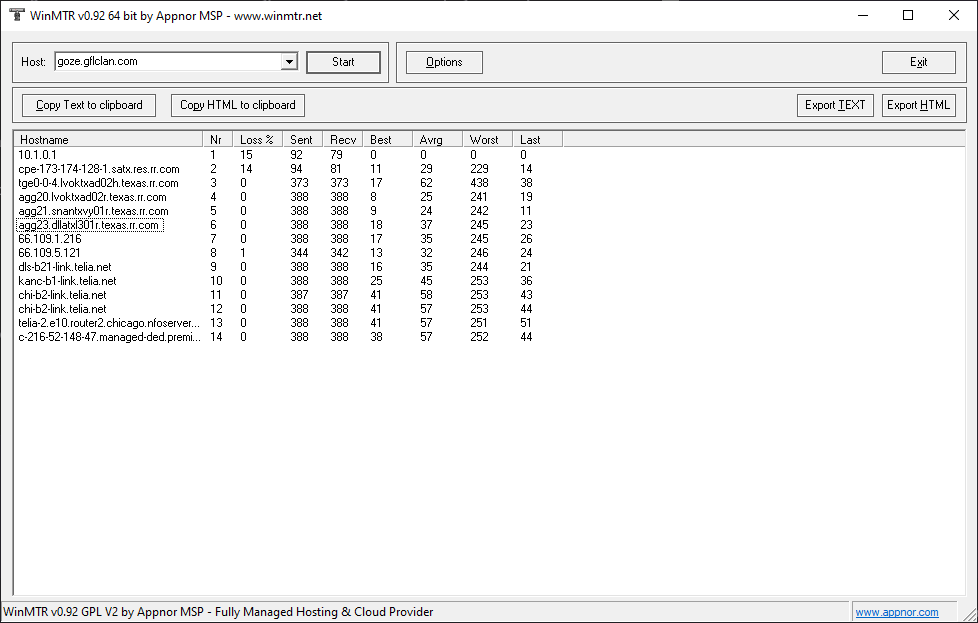 WinMTR v0.92 64 bit by Appnor MSP - www.winmtr.net
Host: goze.gflclan.com Start Options Exit
Copy Text to clipboard Copy HTML to clipboard Export TEXT Export HTML
Hostname Nr Loss % Sent Recv Best Avrg Worst Last
10.1.0.1 1 15 92 79 0 0 0 0
cpe-173-174-128-1.satx.res.rr.com 2 14 94 81 11 29 229 14
tge0-0-4.lvoktxad02h.texas.rr.com 3 0 373 373 17 62 438 38
agg20.lvoktxad02r.texas.rr.com 4 0 388 388 8 25 241 19
agg21.snantxvy01r.texas.rr.com 5 0 388 388 9 24 242 11
agg23.dllatxl301r.texas.rr.com 6 0 388 388 18 37 245 23
66.109.1.216 7 0 388 388 17 35 245 26
66.109.5.121 8 1 344 342 13 32 246 24
dls-b21-link.telia.net 9 0 388 388 16 35 244 21
kanc-b1-link.telia.net 10 0 388 388 25 45 253 36
chi-b2-link.telia.net 11 0 387 387 41 58 253 43
chi-b2-link.telia.net 12 0 388 388 41 57 253 44
telia-2.e10.router2.chicago.nfoserver... 13 0 388 388 41 57 251 51
c-216-52-148-47.managed-ded.premi... 14 0 388 388 38 57 252 44
WinMTR v0.92 GPL V2 by Appnor MSP - Fully Managed Hosting & Cloud Provider www.appnor.com